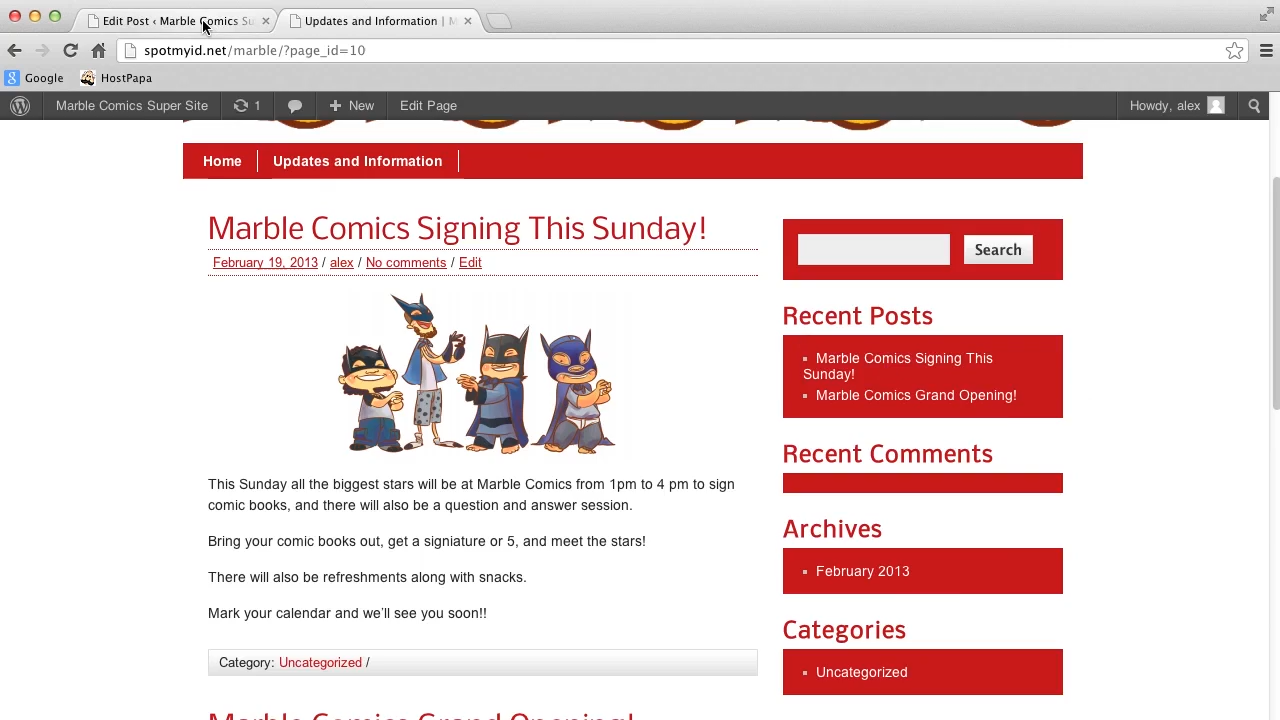 Edit Post ‹ Marble Comics Su
Updates and Information | M
spotmyid.net/marble/?page_id=10
Google
HostPapa
Marble Comics Super Site
1
New
Edit Page
Howdy, alex
Home
Updates and Information
Marble Comics Signing This Sunday!
February 19, 2013 / alex / No comments / Edit
This Sunday all the biggest stars will be at Marble Comics from 1pm to 4 pm to sign
comic books, and there will also be a question and answer session.
Bring your comic books out, get a signiature or 5, and meet the stars!
There will also be refreshments along with snacks.
Mark your calendar and we'll see you soon!!
Category: Uncategorized /
Marble Comics Grand Opening!
Search
Recent Posts
Marble Comics Signing This
Sunday!
Marble Comics Grand Opening!
Recent Comments
Archives
February 2013
Categories
Uncategorized